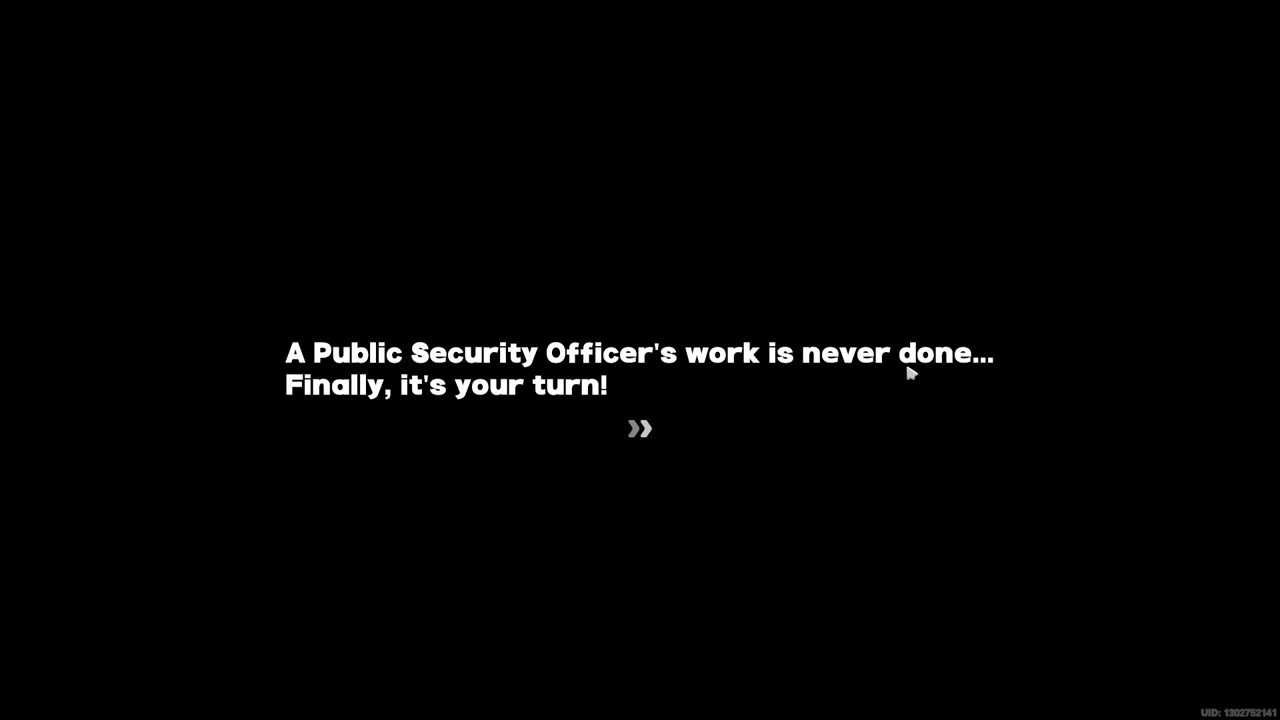 A Public Security Officer's work is never done...
Finally, it's your turn!
UID: 1302752141